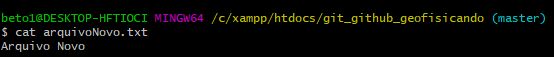 beto1@DESKTOP-HFTIOCI MINGW64 /c/xampp/htdocs/git_github_geofisicando (master)
$ cat arquivoNovo.txt
Arquivo Novo